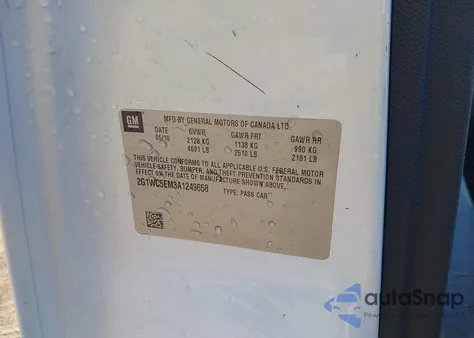 GM
MFD BY GENERAL MOTORS OF CANADA LTD.
DATE GVWR GAWR FRT GAWR RR
05/10 2128 KG 1138 KG 990 KG
4691 LB 2510 LB 2181 LB
THIS VEHICLE CONFORMS TO ALL APPLICABLE U.S. FEDERAL MOTOR
VEHICLE SAFETY, BUMPER, AND THEFT PREVENTION STANDARDS IN
EFFECT ON THE DATE OF MANUFACTURE SHOWN ABOVE.
2G1WC5EM3A1249658 TYPE: PASS CAR
autoSnap